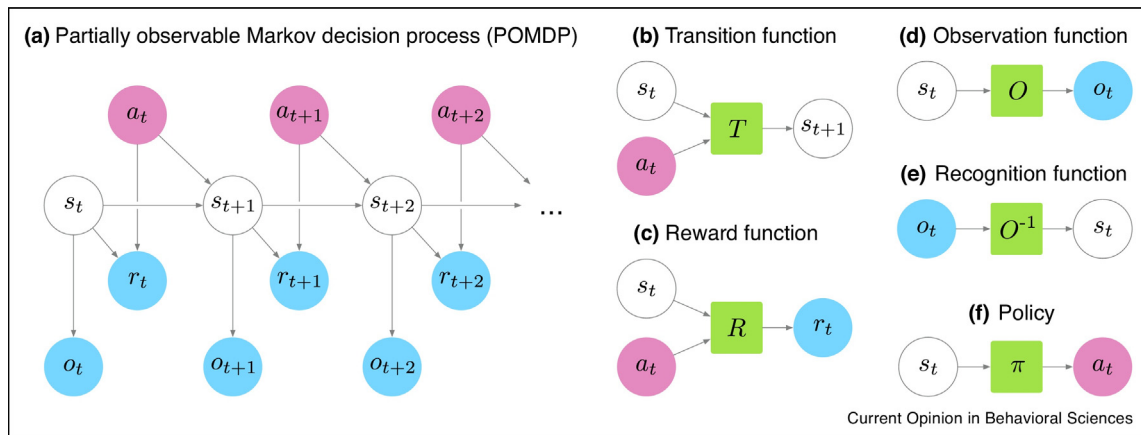 (a) Partially observable Markov decision process (POMDP)
a_t a_{t+1} a_{t+2}
s_t s_{t+1} s_{t+2} ...
r_t r_{t+1} r_{t+2}
o_t o_{t+1} o_{t+2}
(b) Transition function
s_t
T s_{t+1}
a_t
(c) Reward function
s_t
R r_t
a_t
(d) Observation function
s_t O o_t
(e) Recognition function
o_t O^{-1} s_t
(f) Policy
s_t π a_t
Current Opinion in Behavioral Sciences